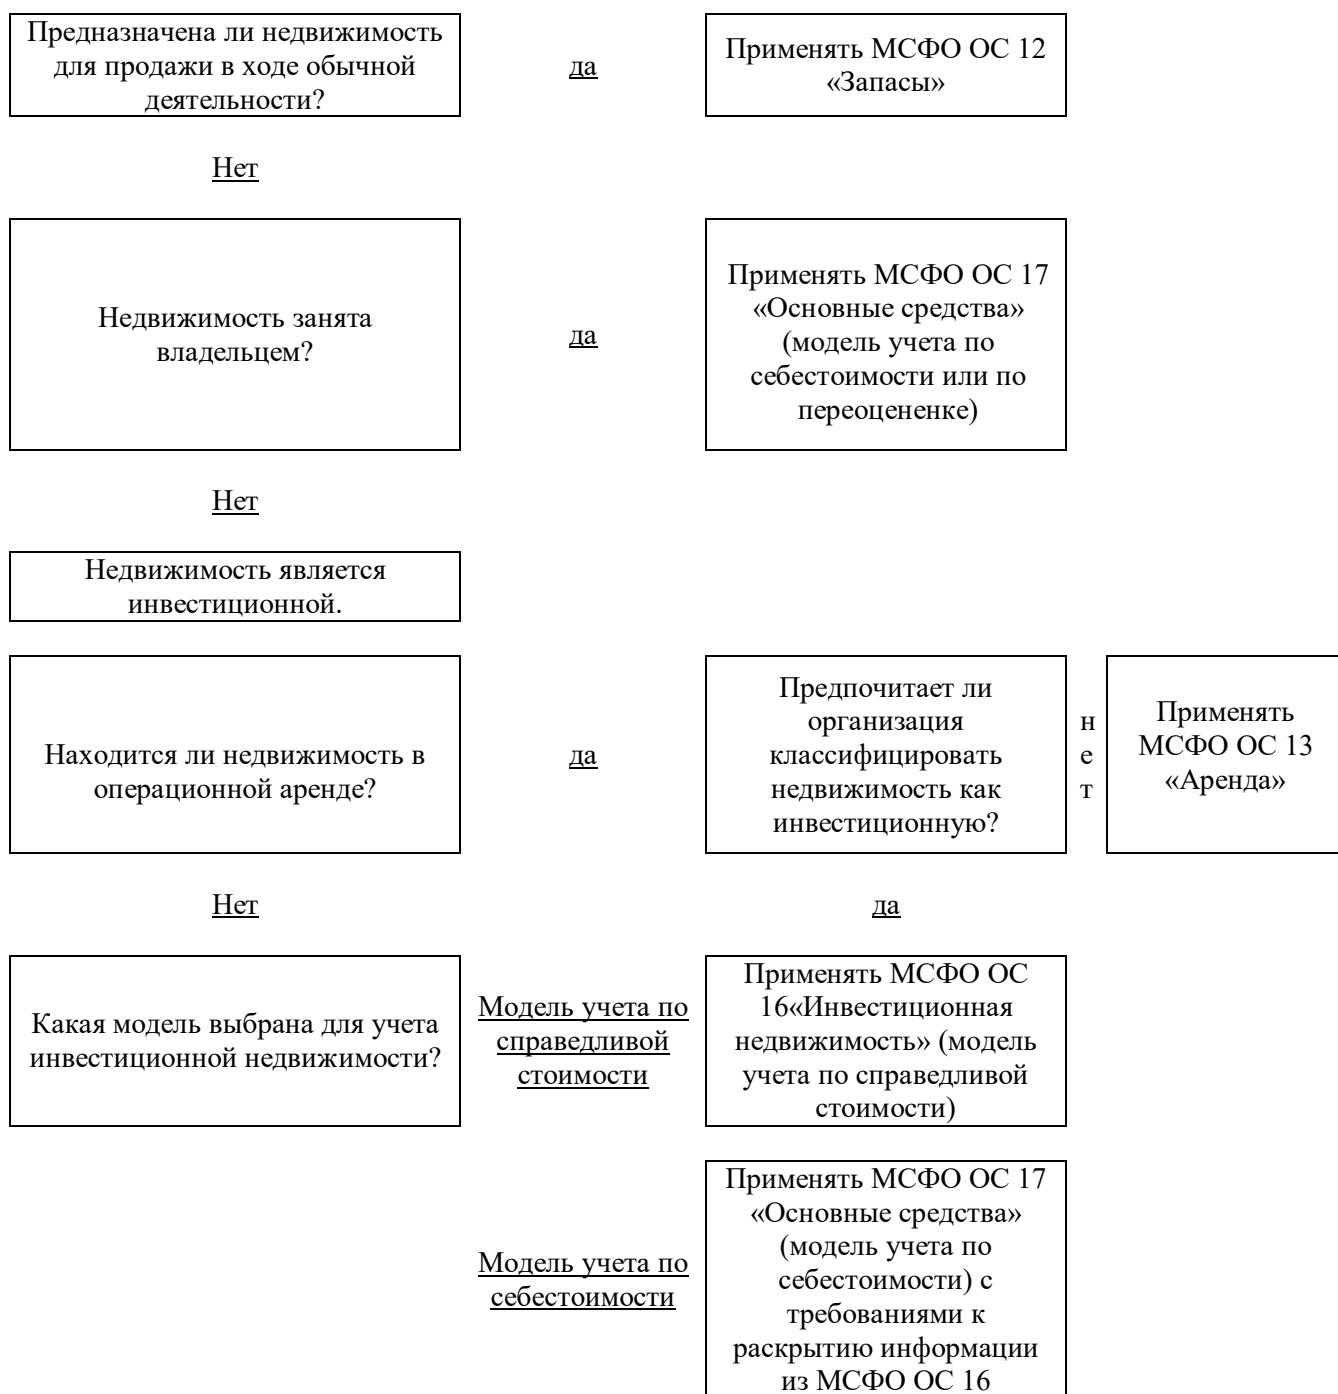 Предназначена ли недвижимость
для продажи в ходе обычной
деятельности?
да
Применять МСФО ОС 12
«Запасы»
Нет
Недвижимость занята
владельцем?
да
Применять МСФО ОС 17
«Основные средства»
(модель учета по
себестоимости или по
переоцененке)
Нет
Недвижимость является
инвестиционной.
Находится ли недвижимость в
операционной аренде?
да
Предпочитает ли
организация
классифицировать
недвижимость как
инвестиционную?
н
е
т
Применять
МСФО ОС 13
«Аренда»
Нет
да
Какая модель выбрана для учета
инвестиционной недвижимости?
Модель учета по
справедливой
стоимости
Применять МСФО ОС
16«Инвестиционная
недвижимость» (модель
учета по справедливой
стоимости)
Модель учета по
себестоимости
Применять МСФО ОС 17
«Основные средства»
(модель учета по
себестоимости) с
требованиями к
раскрытию информации
из МСФО ОС 16